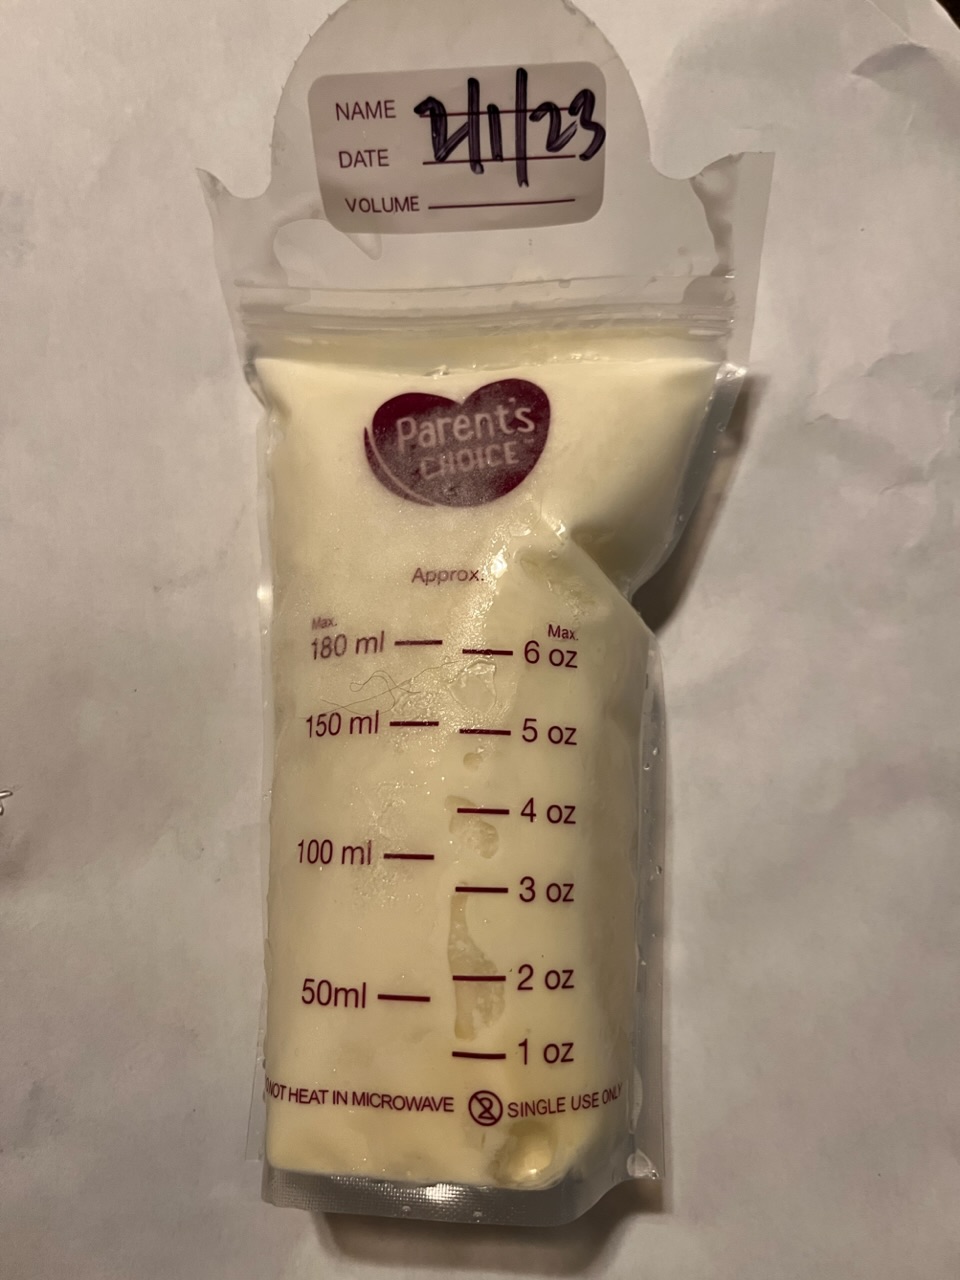 NAME
DATE 2/1/23
VOLUME
Parent's
CHOICE
Approx.
Max.
180 ml
Max.
6 oz
150 ml
5 oz
4 oz
100 ml
3 oz
2 oz
50ml
1 oz
NOT HEAT IN MICROWAVE
SINGLE USE ONLY